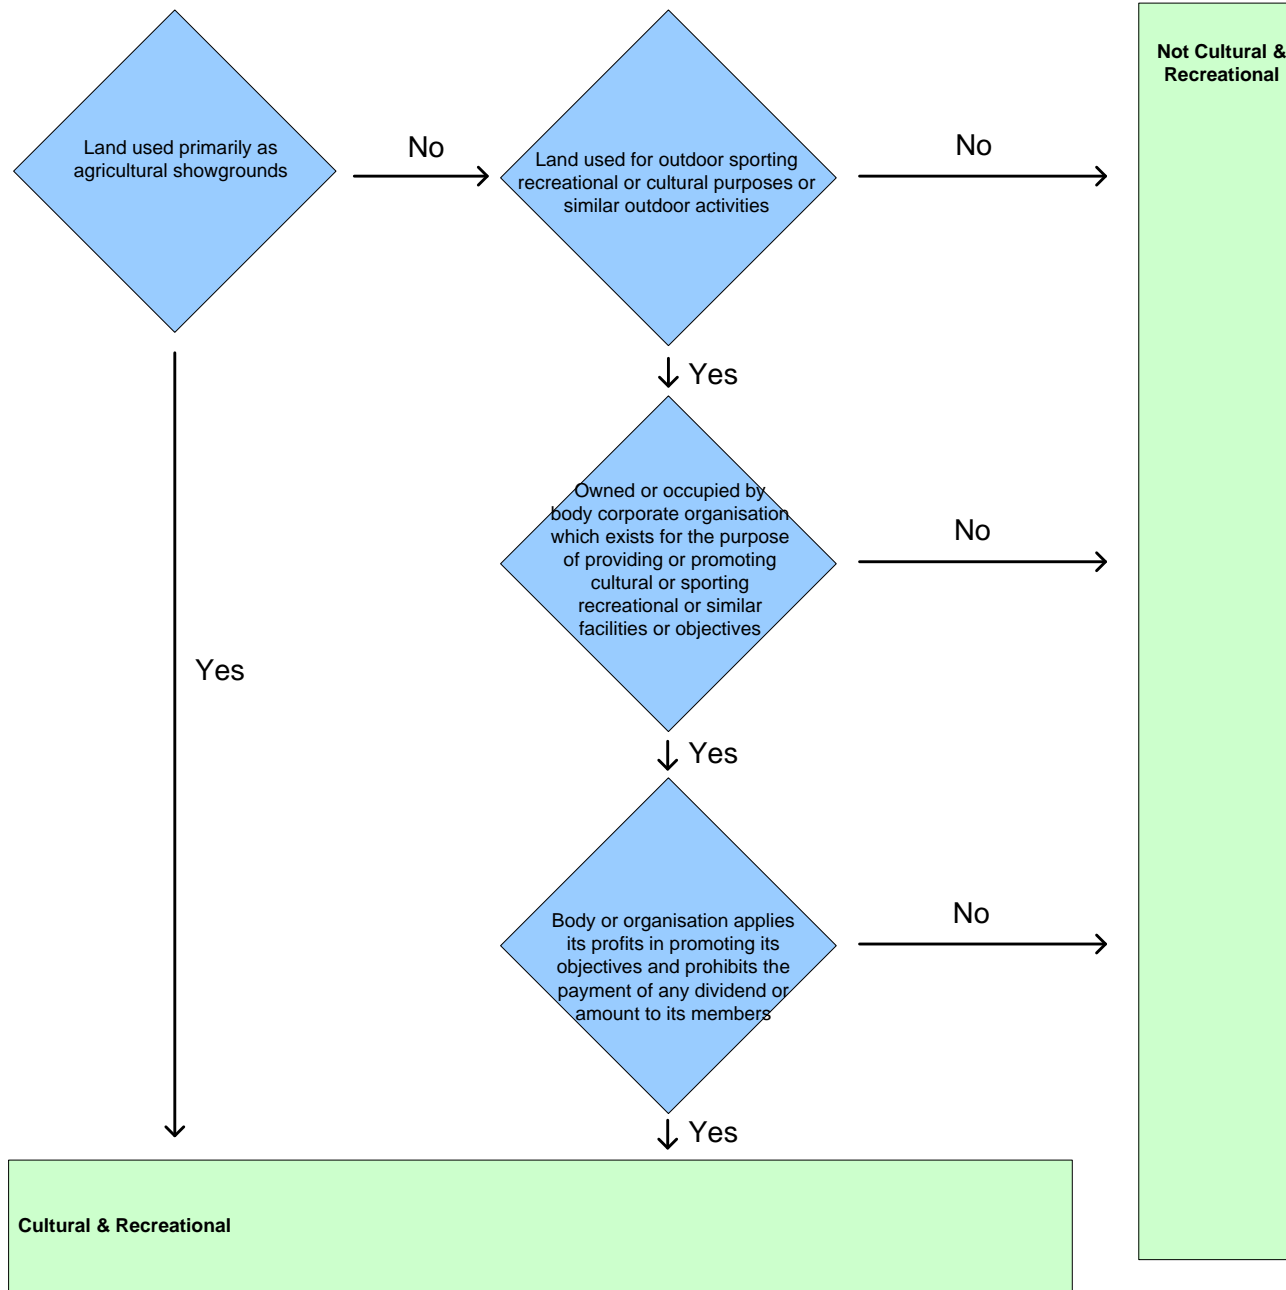 Not Cultural &
Recreational
Land used primarily as
agricultural showgrounds
No
Land used for outdoor sporting
recreational or cultural purposes or
similar outdoor activities
No
Yes
Owned or occupied by
body corporate organisation
which exists for the purpose
of providing or promoting
cultural or sporting
recreational or similar
facilities or objectives
No
Yes
Yes
Body or organisation applies
its profits in promoting its
objectives and prohibits the
payment of any dividend or
amount to its members
No
Yes
Cultural & Recreational